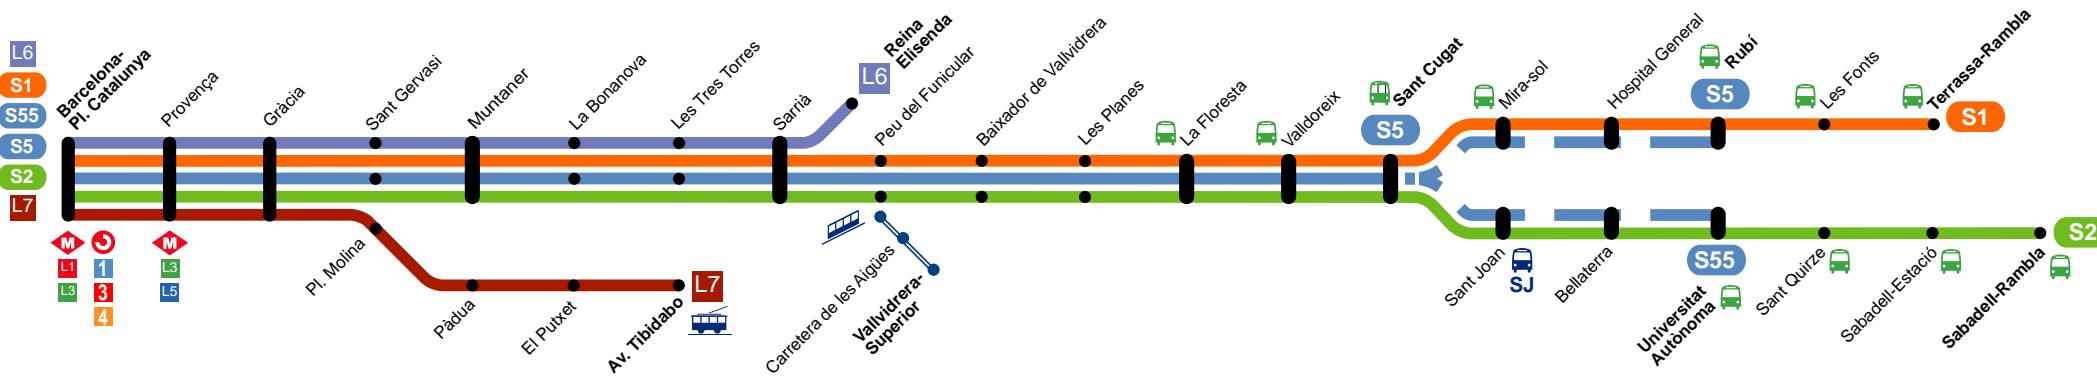 L6
S1
S55
S5
S2
L7
Barcelona-
Pl. Catalunya
Provença
Gràcia
Sant Gervasi
Muntaner
La Bonanova
Les Tres Torres
Sarrià
L6
Reina
Elisenda
Peu del Funicular
Baixador de Vallvidrera
Les Planes
La Floresta
Valldoreix
S5
Sant Cugat
Mira-sol
Hospital General
S5
Rubí
Les Fonts
Terrassa-Rambla
S1
M
L1
L3
1
3
4
M
L3
L5
Pl. Molina
Pàdua
El Putxet
Av. Tibidabo
L7
Carretera de les Aigües
Vallvidrera-
Superior
Sant Joan
SJ
Bellaterra
S55
Universitat
Autònoma
Sant Quirze
Sabadell-Estació
Sabadell-Rambla
S2